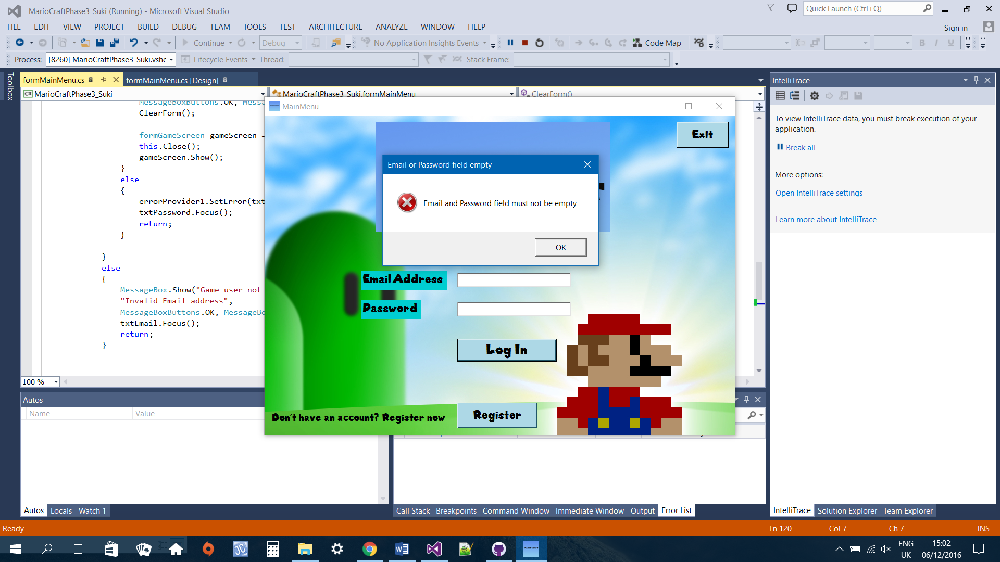 MarioCraftPhase3_Suki (Running) - Microsoft Visual Studio
Quick Launch (Ctrl+Q)
FILE EDIT VIEW PROJECT BUILD DEBUG TEAM TOOLS TEST ARCHITECTURE ANALYZE WINDOW HELP
Sign in
Continue Debug No Application Insights Events Code Map B I U
Process: [8260] MarioCraftPhase3_Suki.vshc Lifecycle Events Thread: Stack Frame:
Toolbox
formMainMenu.cs formMainMenu.cs [Design]
C# MarioCraftPhase3_Suki MarioCraftPhase3_Suki.formMainMenu ClearForm()
MessageBoxButtons.OK, Messa
ClearForm();
formGameScreen gameScreen =
this.Close();
gameScreen.Show();
}
else
{
errorProvider1.SetError(txt
txtPassword.Focus();
return;
}
}
else
{
MessageBox.Show("Game user not
"Invalid Email address",
MessageBoxButtons.OK, MessageBo
txtEmail.Focus();
return;
}
100 %
MainMenu
Exit
Email or Password field empty
Email and Password field must not be empty
OK
Email Address
Password
Log In
Don't have an account? Register now
Register
IntelliTrace
To view IntelliTrace data, you must break execution of your
application.
Break all
More options:
Open IntelliTrace settings
Learn more about IntelliTrace
Autos
Name Value
Autos Locals Watch 1
Call Stack Breakpoints Command Window Immediate Window Output Error List
IntelliTrace Solution Explorer Team Explorer
Ready
Ln 120 Col 7 Ch 7 INS
JC
ENG
UK
15:02
06/12/2016